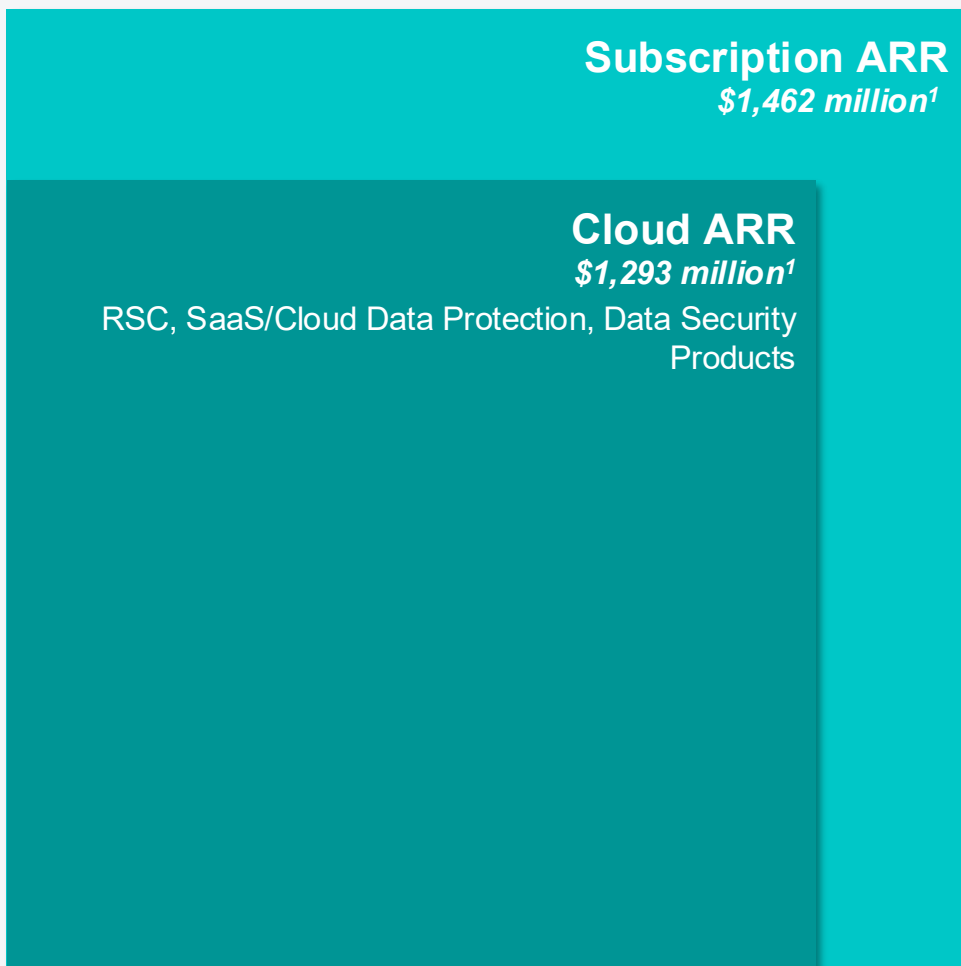 Subscription ARR
$1,462 million¹
Cloud ARR
$1,293 million¹
RSC, SaaS/Cloud Data Protection, Data Security
Products